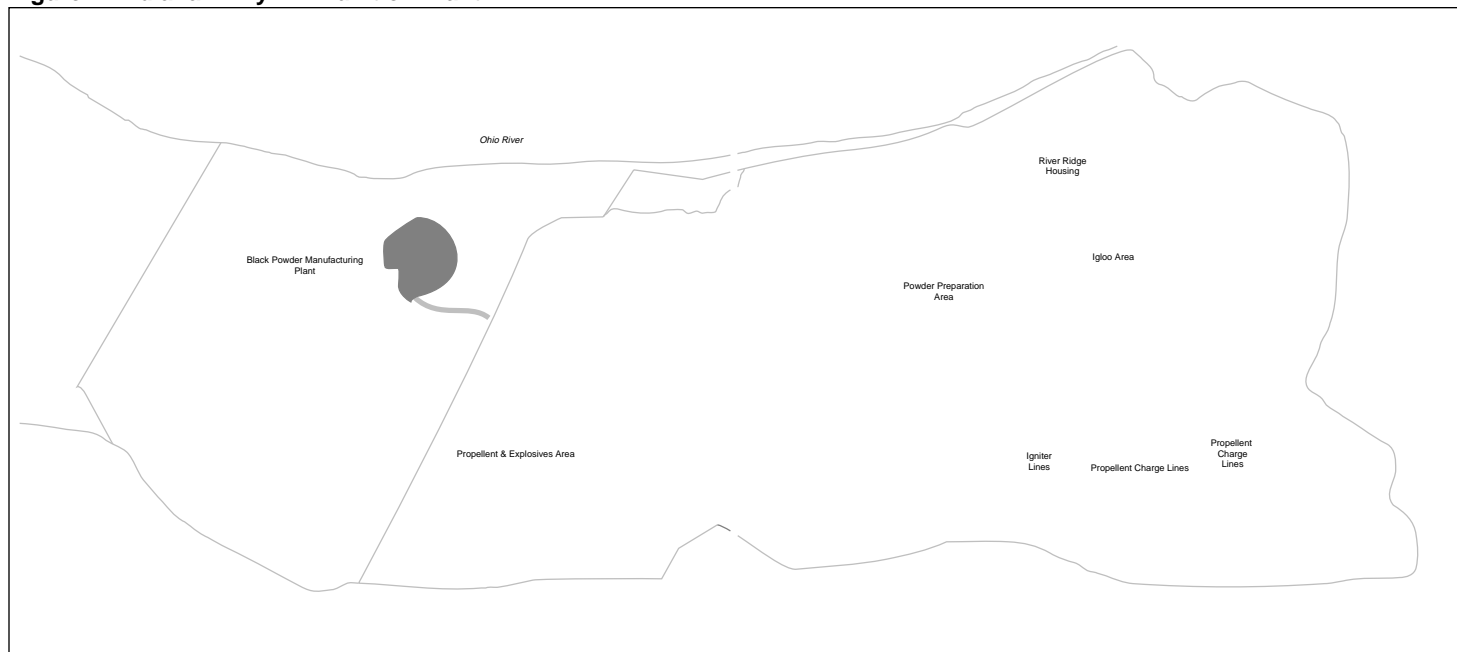 Ohio River
River Ridge
Housing
Black Powder Manufacturing
Plant
Igloo Area
Powder Preparation
Area
Propellent & Explosives Area
Igniter
Lines
Propellent Charge Lines
Propellent
Charge
Lines